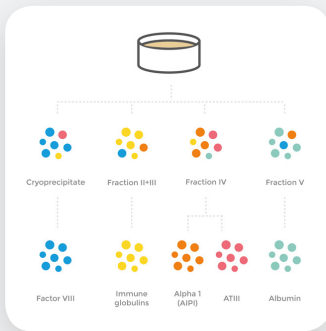 Cryoprecipitate
Fraction II+III
Fraction IV
Fraction V
Factor VIII
Immune
globulins
Alpha 1
(AIPI)
ATIII
Albumin